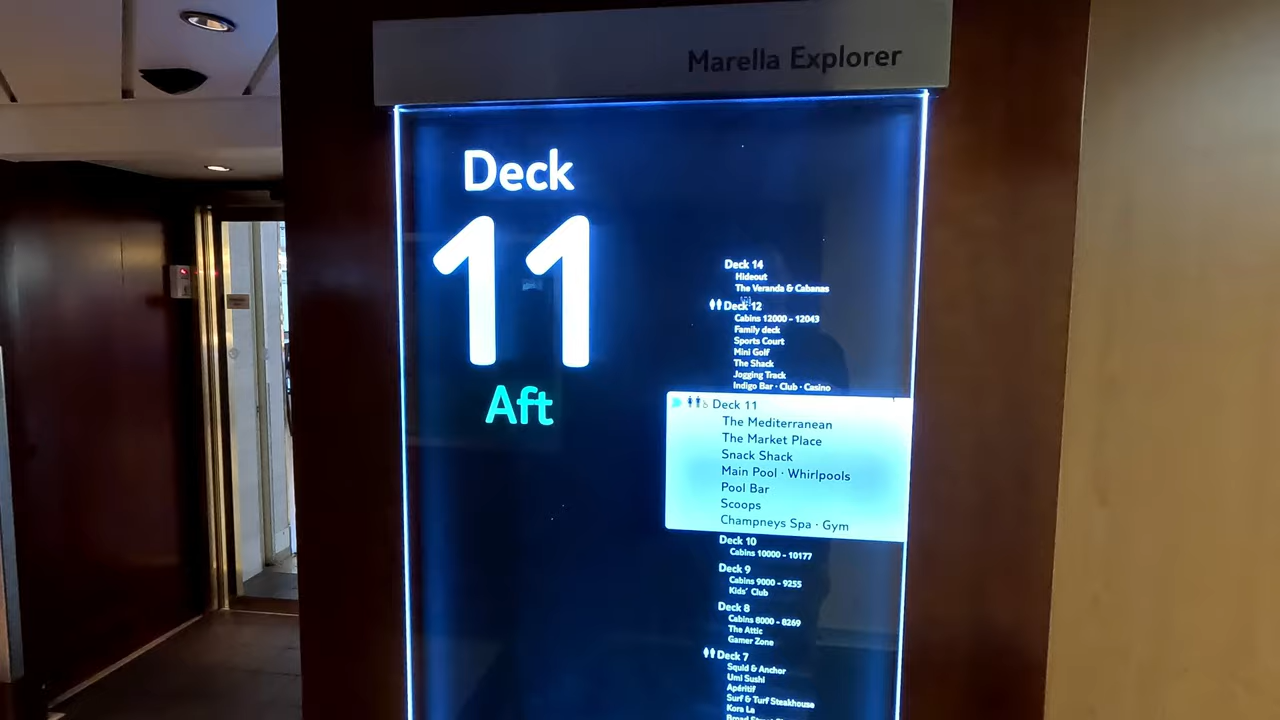 Marella Explorer
Deck
11
Aft
Deck 14
Hideout
The Veranda & Cabanas
Deck 12
Cabins 12000 - 12043
Family deck
Sports Court
Mini Golf
The Shack
Jogging Track
Indigo Bar · Club · Casino
Deck 11
The Mediterranean
The Market Place
Snack Shack
Main Pool · Whirlpools
Pool Bar
Scoops
Champneys Spa · Gym
Deck 10
Cabins 10000 - 10177
Deck 9
Cabins 9000 - 9255
Kids' Club
Deck 8
Cabins 8000 - 8269
The Attic
Gamer Zone
Deck 7
Squid & Anchor
Umi Sushi
Apéritif
Surf & Turf Steakhouse
Kora La
Broad Street